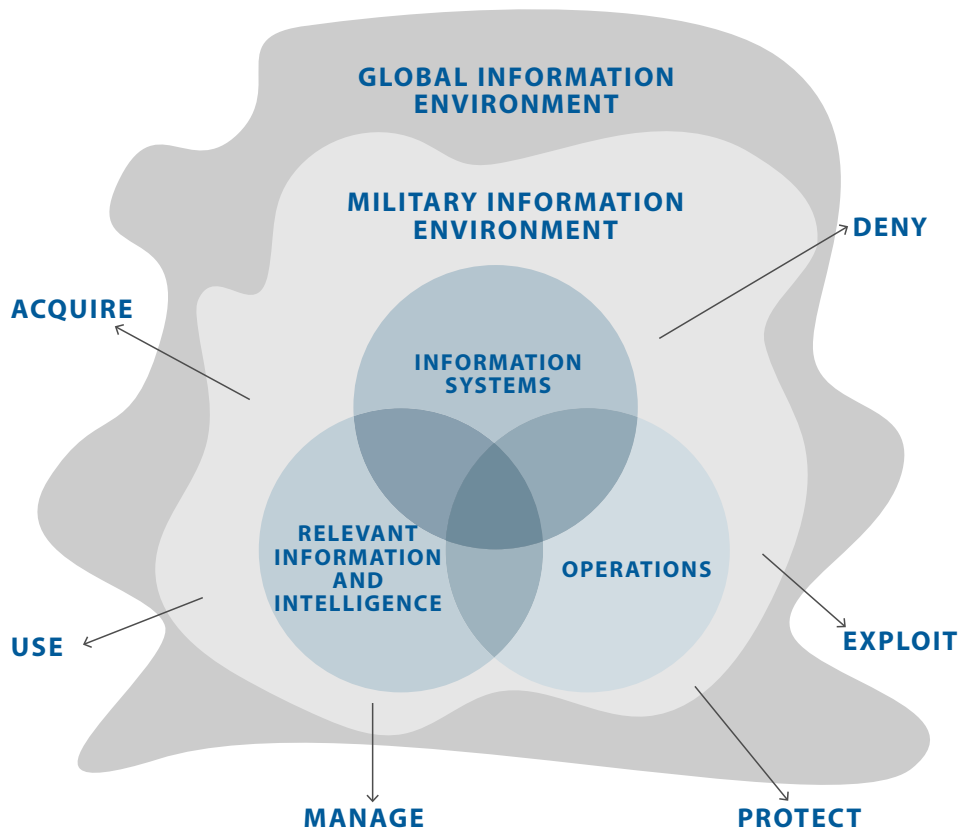 GLOBAL INFORMATION
ENVIRONMENT
MILITARY INFORMATION
ENVIRONMENT
DENY
ACQUIRE
INFORMATION
SYSTEMS
RELEVANT
INFORMATION
AND
INTELLIGENCE
OPERATIONS
USE
EXPLOIT
MANAGE
PROTECT